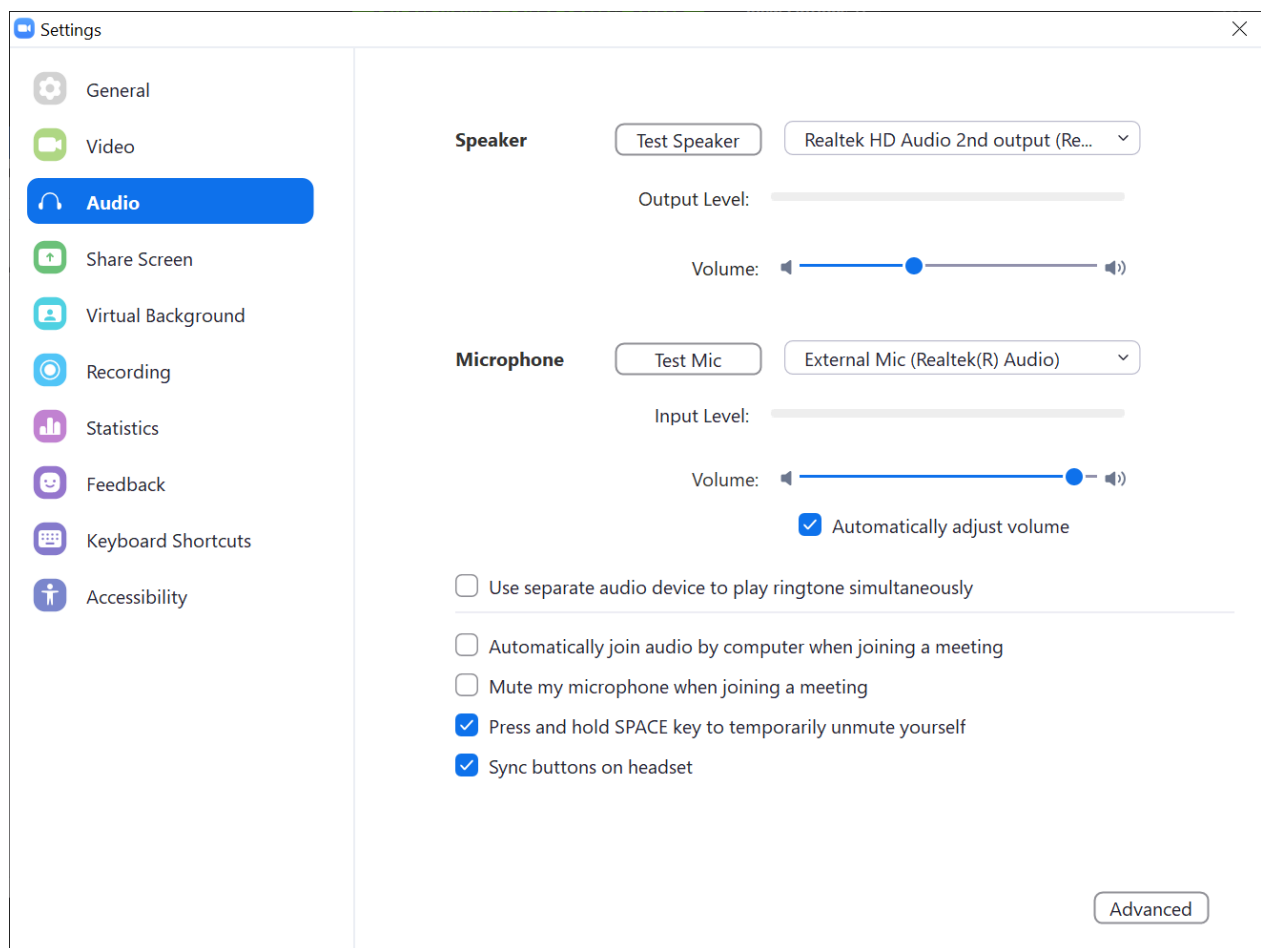 Settings
General
Video
Audio
Share Screen
Virtual Background
Recording
Statistics
Feedback
Keyboard Shortcuts
Accessibility
Speaker Test Speaker Realtek HD Audio 2nd output (Re...
Output Level:
Volume:
Microphone Test Mic External Mic (Realtek(R) Audio)
Input Level:
Volume:
Automatically adjust volume
Use separate audio device to play ringtone simultaneously
Automatically join audio by computer when joining a meeting
Mute my microphone when joining a meeting
Press and hold SPACE key to temporarily unmute yourself
Sync buttons on headset
Advanced